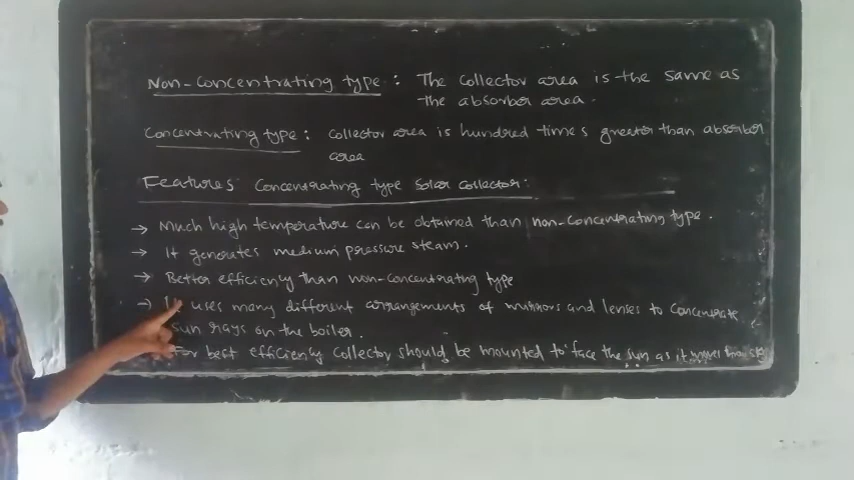 Non-Concentrating type : The Collector area is the same as
the absorber area.
Concentrating type : Collector area is hundred times greater than absorber
area
Features Concentrating type Solar Collector :
→ Much high temperature can be obtained than non-Concentrating type.
→ It generates medium pressure steam.
→ Better efficiency than non-Concentrating type
→ It uses many different arrangements of mirrors and lenses to Concentrate
sun rays on the boiler.
For best efficiency Collector should be mounted to face the sun as it moves